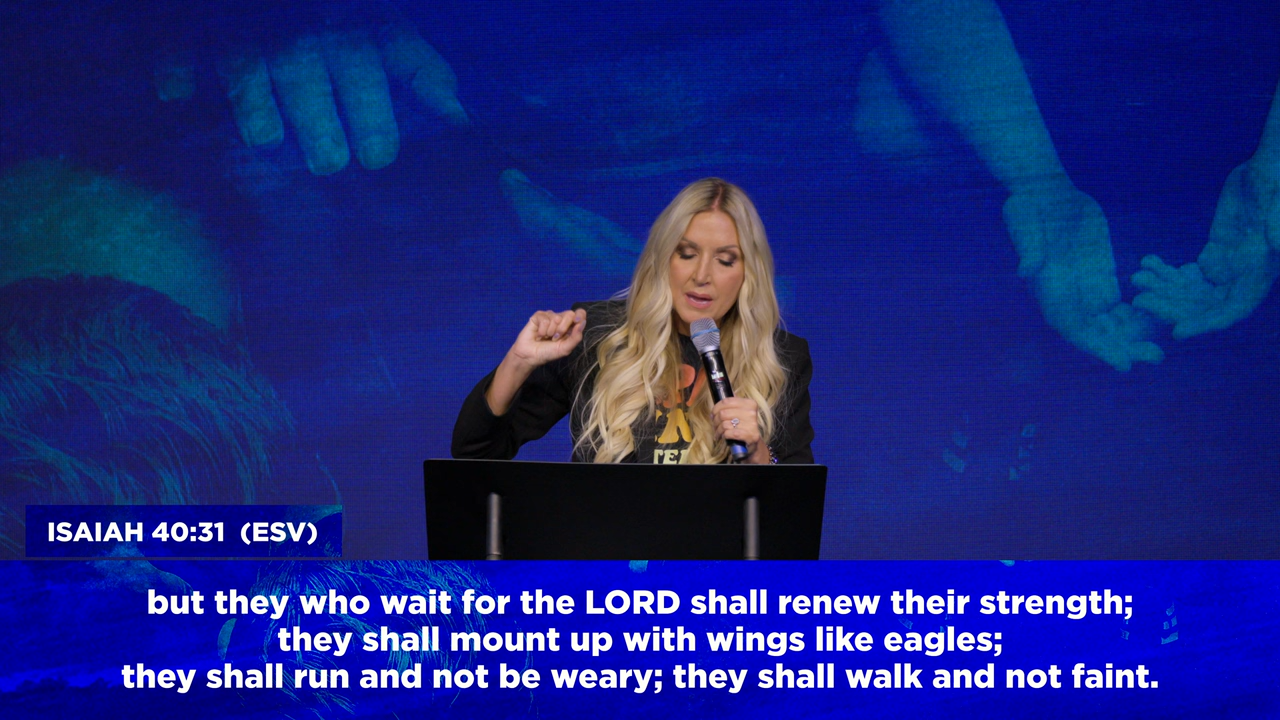 ISAIAH 40:31 (ESV)
but they who wait for the LORD shall renew their strength;
they shall mount up with wings like eagles;
they shall run and not be weary; they shall walk and not faint.